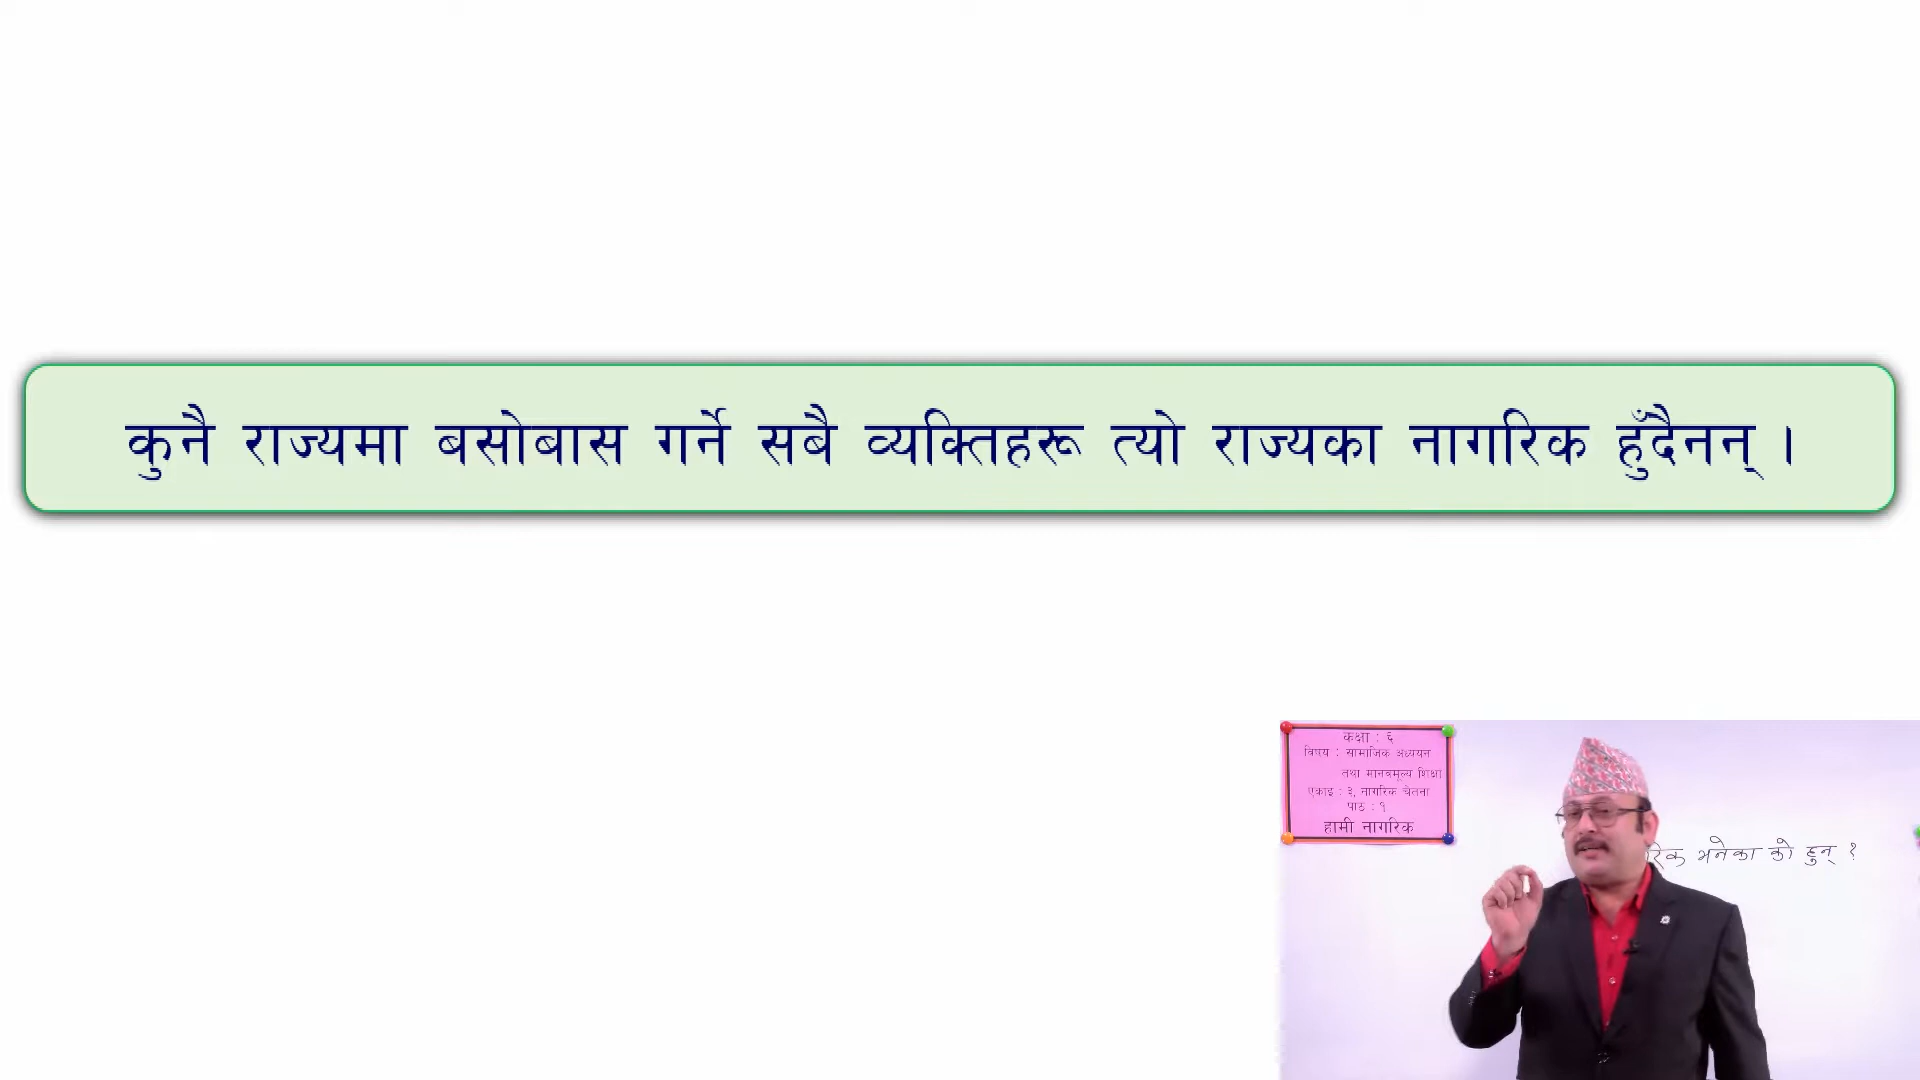 कुनै राज्यमा बसोबास गर्ने सबै व्यक्तिहरू त्यो राज्यका नागरिक हुँदैनन् ।
कक्षा : ६
विषय : सामाजिक अध्ययन
तथा मानवमूल्य शिक्षा
एकाइ : ३, नागरिक चेतना
पाठ : १
हामी नागरिक
रिक भनेका को हुन् ?